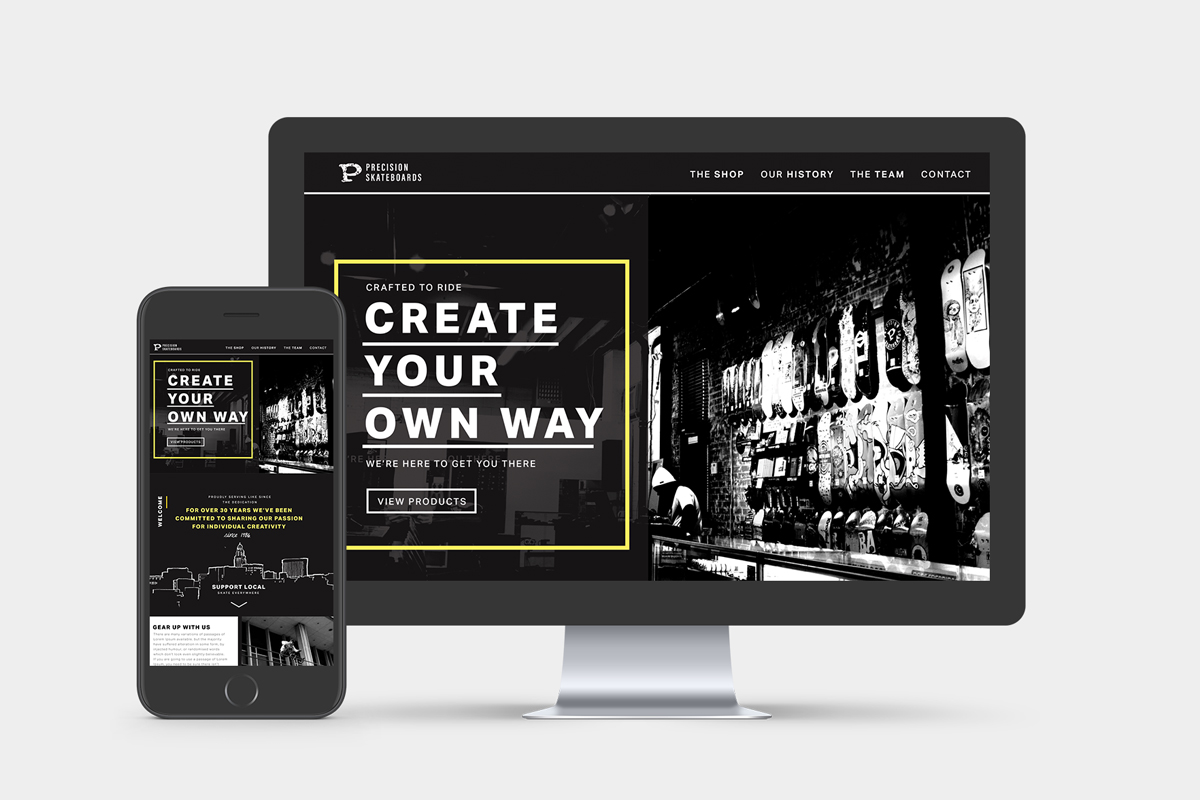 PRECISION
SKATEBOARDS
THE SHOP OUR HISTORY THE TEAM CONTACT
CRAFTED TO RIDE
CREATE
YOUR
OWN WAY
WE'RE HERE TO GET YOU THERE
VIEW PRODUCTS
PRECISION
SKATEBOARDS
THE SHOP OUR HISTORY THE TEAM CONTACT
CRAFTED TO RIDE
CREATE
YOUR
OWN WAY
WE'RE HERE TO GET YOU THERE
VIEW PRODUCTS
WELCOME
PROUDLY SERVING LIKE SINCE
THE DEDICATION
FOR OVER 30 YEARS WE'VE BEEN
COMMITTED TO SHARING OUR PASSION
FOR INDIVIDUAL CREATIVITY
since 1986
SUPPORT LOCAL
SKATE EVERYWHERE
GEAR UP WITH US
There are many variations of passages of
Lorem Ipsum available, but the majority
have suffered alteration in some form, by
injected humour, or randomised words
which don't look even slightly believable.
If you are going to use a passage of Lorem
Ipsum, you need to be sure there isn't